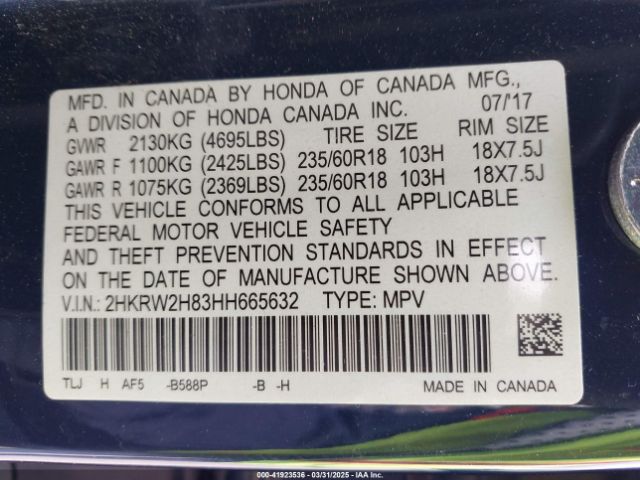 MFD. IN CANADA BY HONDA OF CANADA MFG.,
A DIVISION OF HONDA CANADA INC. 07/'17
GVWR 2130KG (4695LBS) TIRE SIZE RIM SIZE
GAWR F 1100KG (2425LBS) 235/60R18 103H 18X7.5J
GAWR R 1075KG (2369LBS) 235/60R18 103H 18X7.5J
THIS VEHICLE CONFORMS TO ALL APPLICABLE
FEDERAL MOTOR VEHICLE SAFETY
AND THEFT PREVENTION STANDARDS IN EFFECT
ON THE DATE OF MANUFACTURE SHOWN ABOVE.
V.I.N.: 2HKRW2H83HH665632 TYPE: MPV
TLJ H AF5 -B588P -B -H MADE IN CANADA
000-41923536 - 03/31/2025 - IAA Inc.